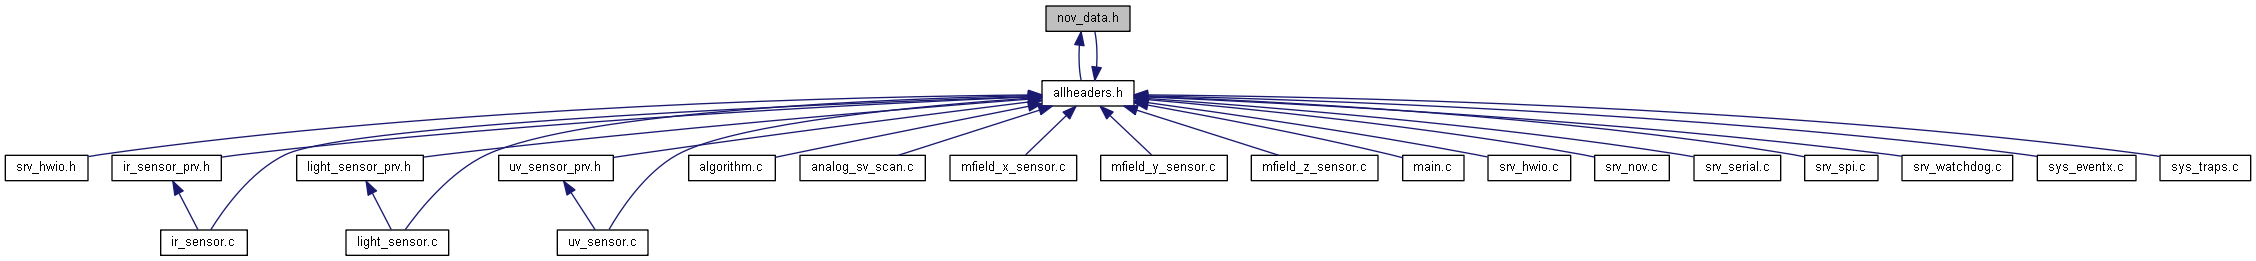 nov_data.h
allheaders.h
srv_hwio.h
ir_sensor_prv.h
light_sensor_prv.h
uv_sensor_prv.h
algorithm.c
analog_sv_scan.c
mfield_x_sensor.c
mfield_y_sensor.c
mfield_z_sensor.c
main.c
srv_hwio.c
srv_nov.c
srv_serial.c
srv_spi.c
srv_watchdog.c
sys_eventx.c
sys_traps.c
ir_sensor.c
light_sensor.c
uv_sensor.c